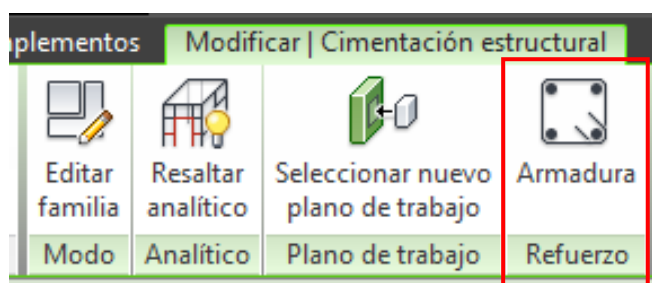 plementos Modificar | Cimentación estructural
Editar familia
Resaltar analítico
Seleccionar nuevo plano de trabajo
Armadura
Modo Analítico Plano de trabajo Refuerzo